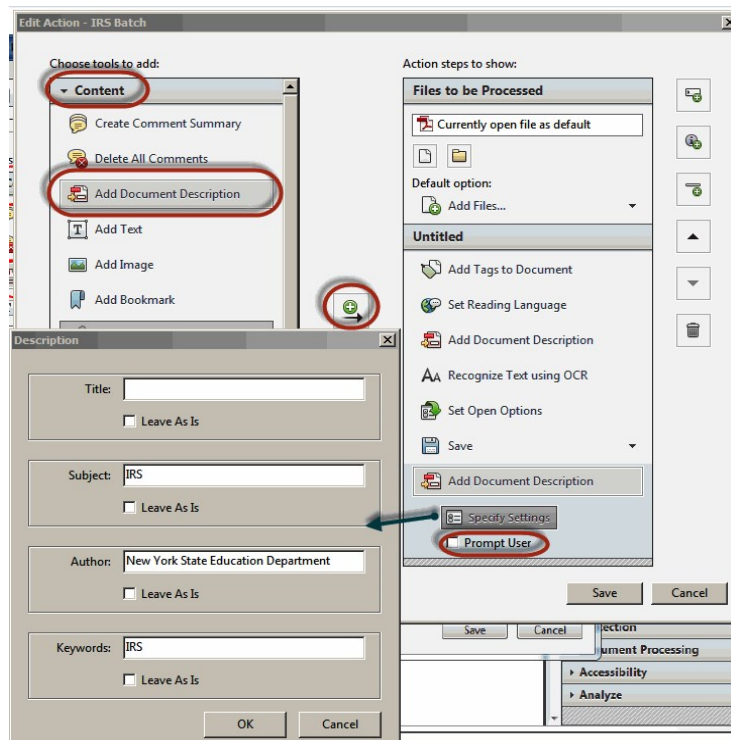 Edit Action - IRS Batch
Choose tools to add:
Content
Create Comment Summary
Delete All Comments
Add Document Description
Add Text
Add Image
Add Bookmark
Action steps to show:
Files to be Processed
Currently open file as default
Default option:
Add Files...
Untitled
Add Tags to Document
Set Reading Language
Add Document Description
Recognize Text using OCR
Set Open Options
Save
Add Document Description
Specify Settings
Prompt User
Save Cancel
Description
Title:
Leave As Is
Subject: IRS
Leave As Is
Author: New York State Education Department
Leave As Is
Keywords: IRS
Leave As Is
OK Cancel
Save Cancel
ection
ument Processing
Accessibility
Analyze